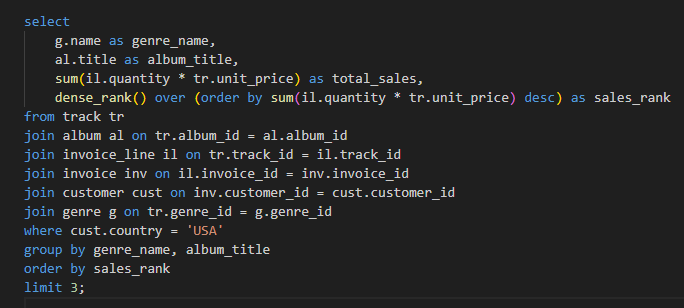 select
g.name as genre_name,
al.title as album_title,
sum(il.quantity * tr.unit_price) as total_sales,
dense_rank() over (order by sum(il.quantity * tr.unit_price) desc) as sales_rank
from track tr
join album al on tr.album_id = al.album_id
join invoice_line il on tr.track_id = il.track_id
join invoice inv on il.invoice_id = inv.invoice_id
join customer cust on inv.customer_id = cust.customer_id
join genre g on tr.genre_id = g.genre_id
where cust.country = 'USA'
group by genre_name, album_title
order by sales_rank
limit 3;